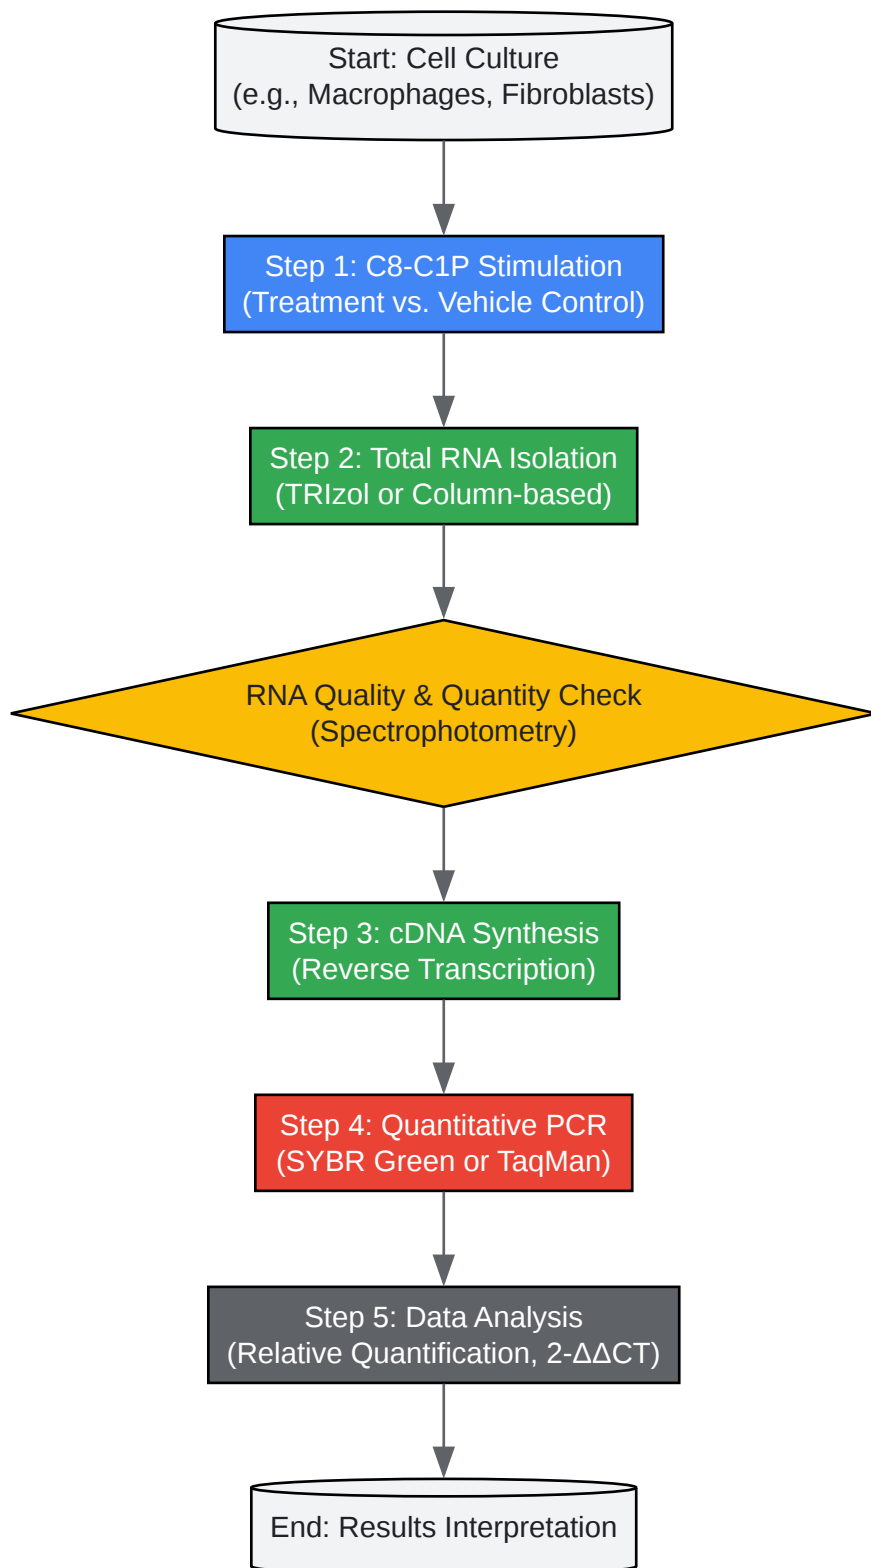 Start: Cell Culture
(e.g., Macrophages, Fibroblasts)
Step 1: C8-C1P Stimulation
(Treatment vs. Vehicle Control)
Step 2: Total RNA Isolation
(TRIzol or Column-based)
RNA Quality & Quantity Check
(Spectrophotometry)
Step 3: cDNA Synthesis
(Reverse Transcription)
Step 4: Quantitative PCR
(SYBR Green or TaqMan)
Step 5: Data Analysis
(Relative Quantification, 2-ΔΔCT)
End: Results Interpretation